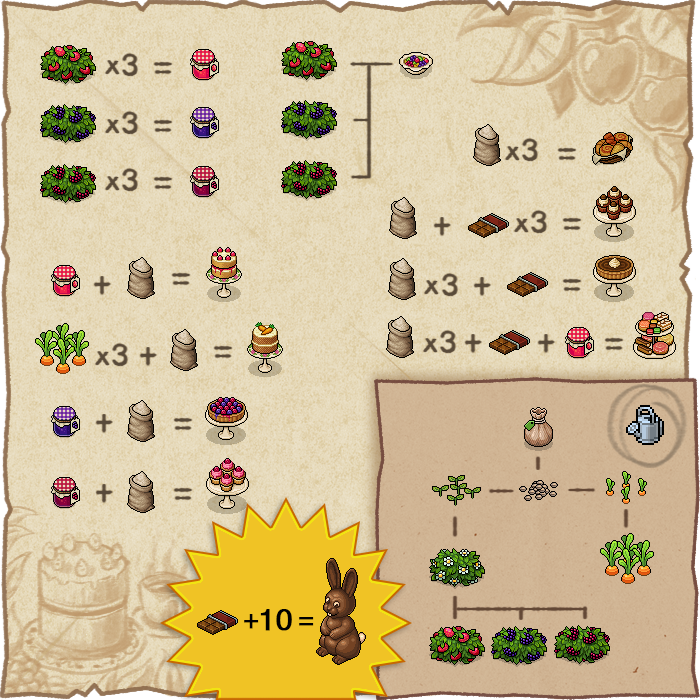 x3 =
x3 =
x3 =
x3 =
+ x3 =
x3 + =
x3 + + =
+ =
x3 + =
+ =
+ =
+10 =